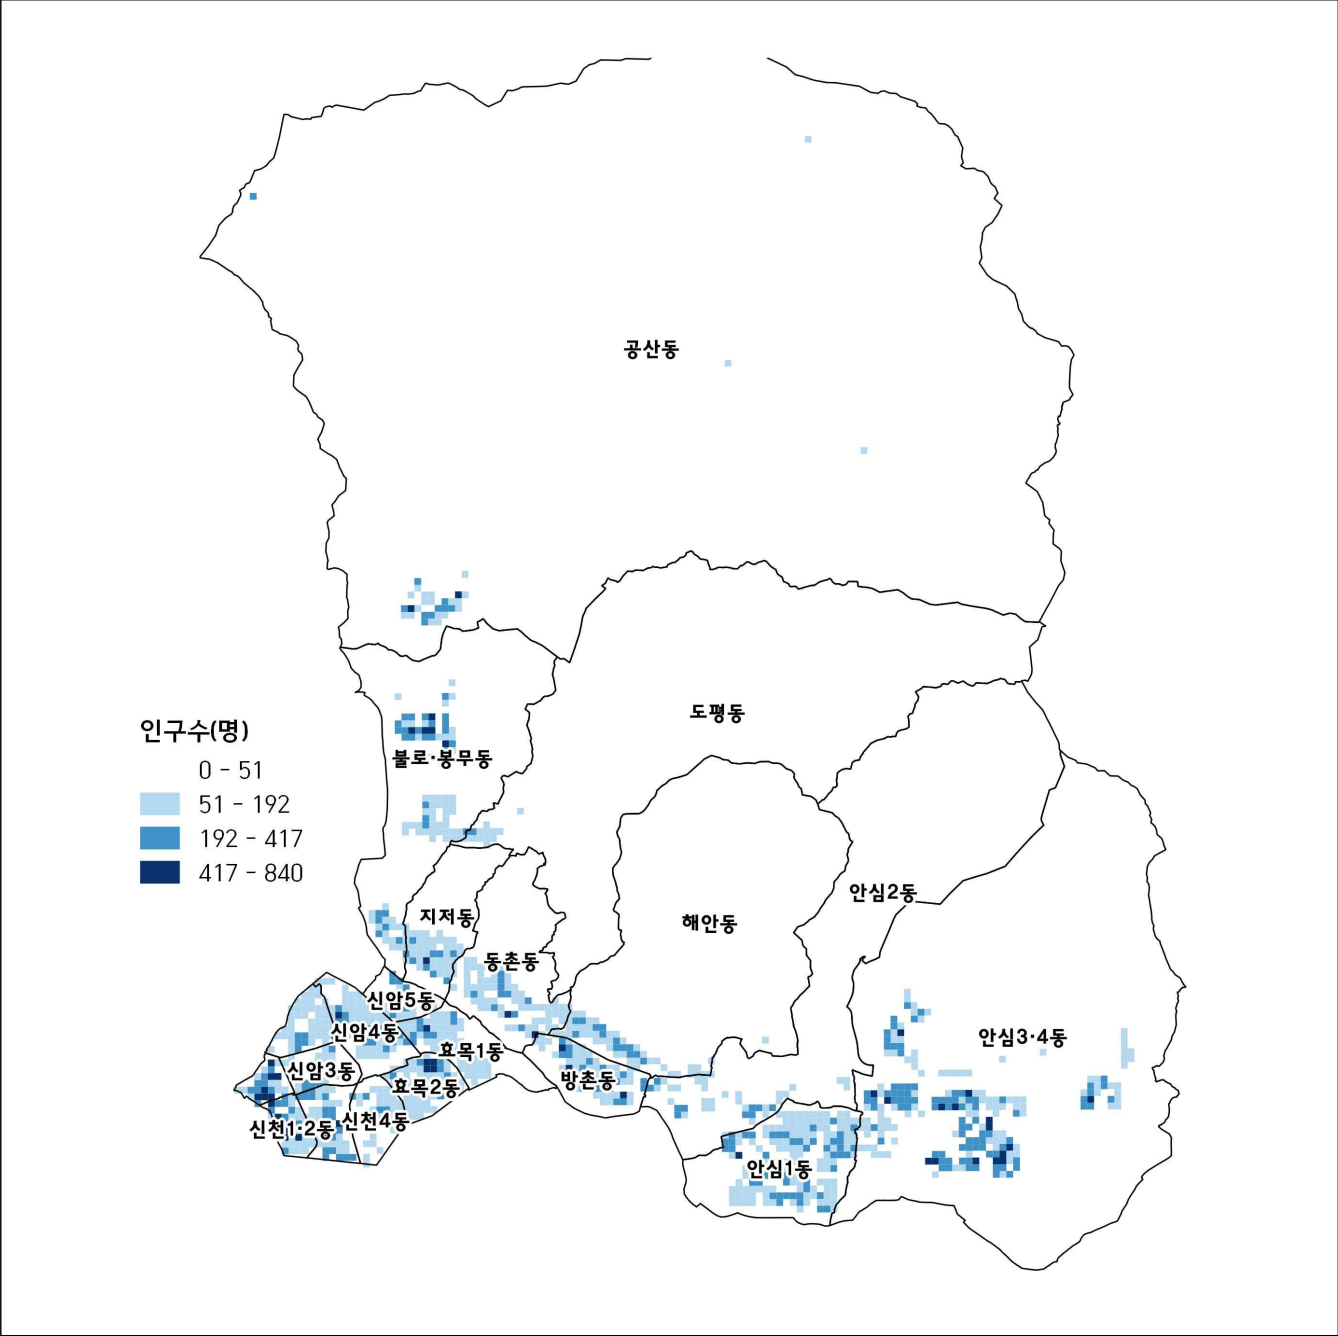 공산동
도평동
인구수(명)
0 - 51
51 - 192
192 - 417
417 - 840
불로·봉무동
안심2동
지저동
해안동
동촌동
신암5동
신암4동
안심3·4동
효목1동
신암3동
방촌동
효목2동
신천4동
신천1·2동
안심1동